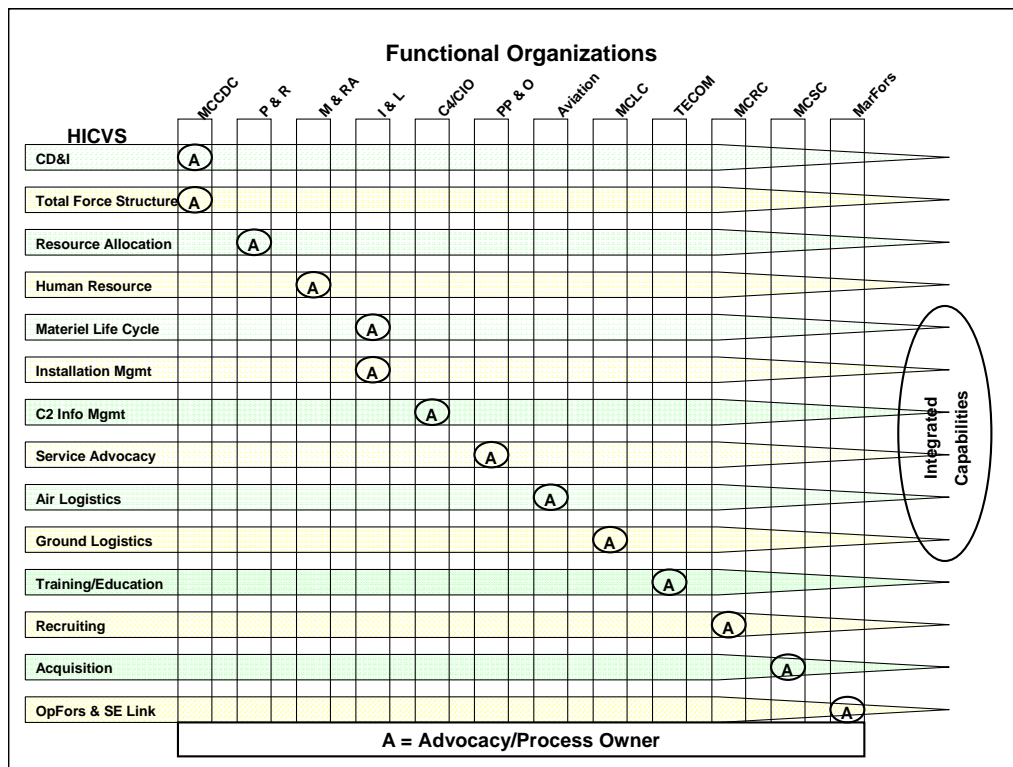 Functional Organizations
MCCDC
P & R
M & RA
I & L
C4/CIO
PP & O
Aviation
MCLC
TECOM
MCRC
MCSC
MarFors
HICVS
CD&I A
Total Force Structure A
Resource Allocation A
Human Resource A
Materiel Life Cycle A
Installation Mgmt A
C2 Info Mgmt A
Service Advocacy A
Air Logistics A
Ground Logistics A
Training/Education A
Recruiting A
Acquisition A
OpFors & SE Link A
Integrated
Capabilities
A = Advocacy/Process Owner